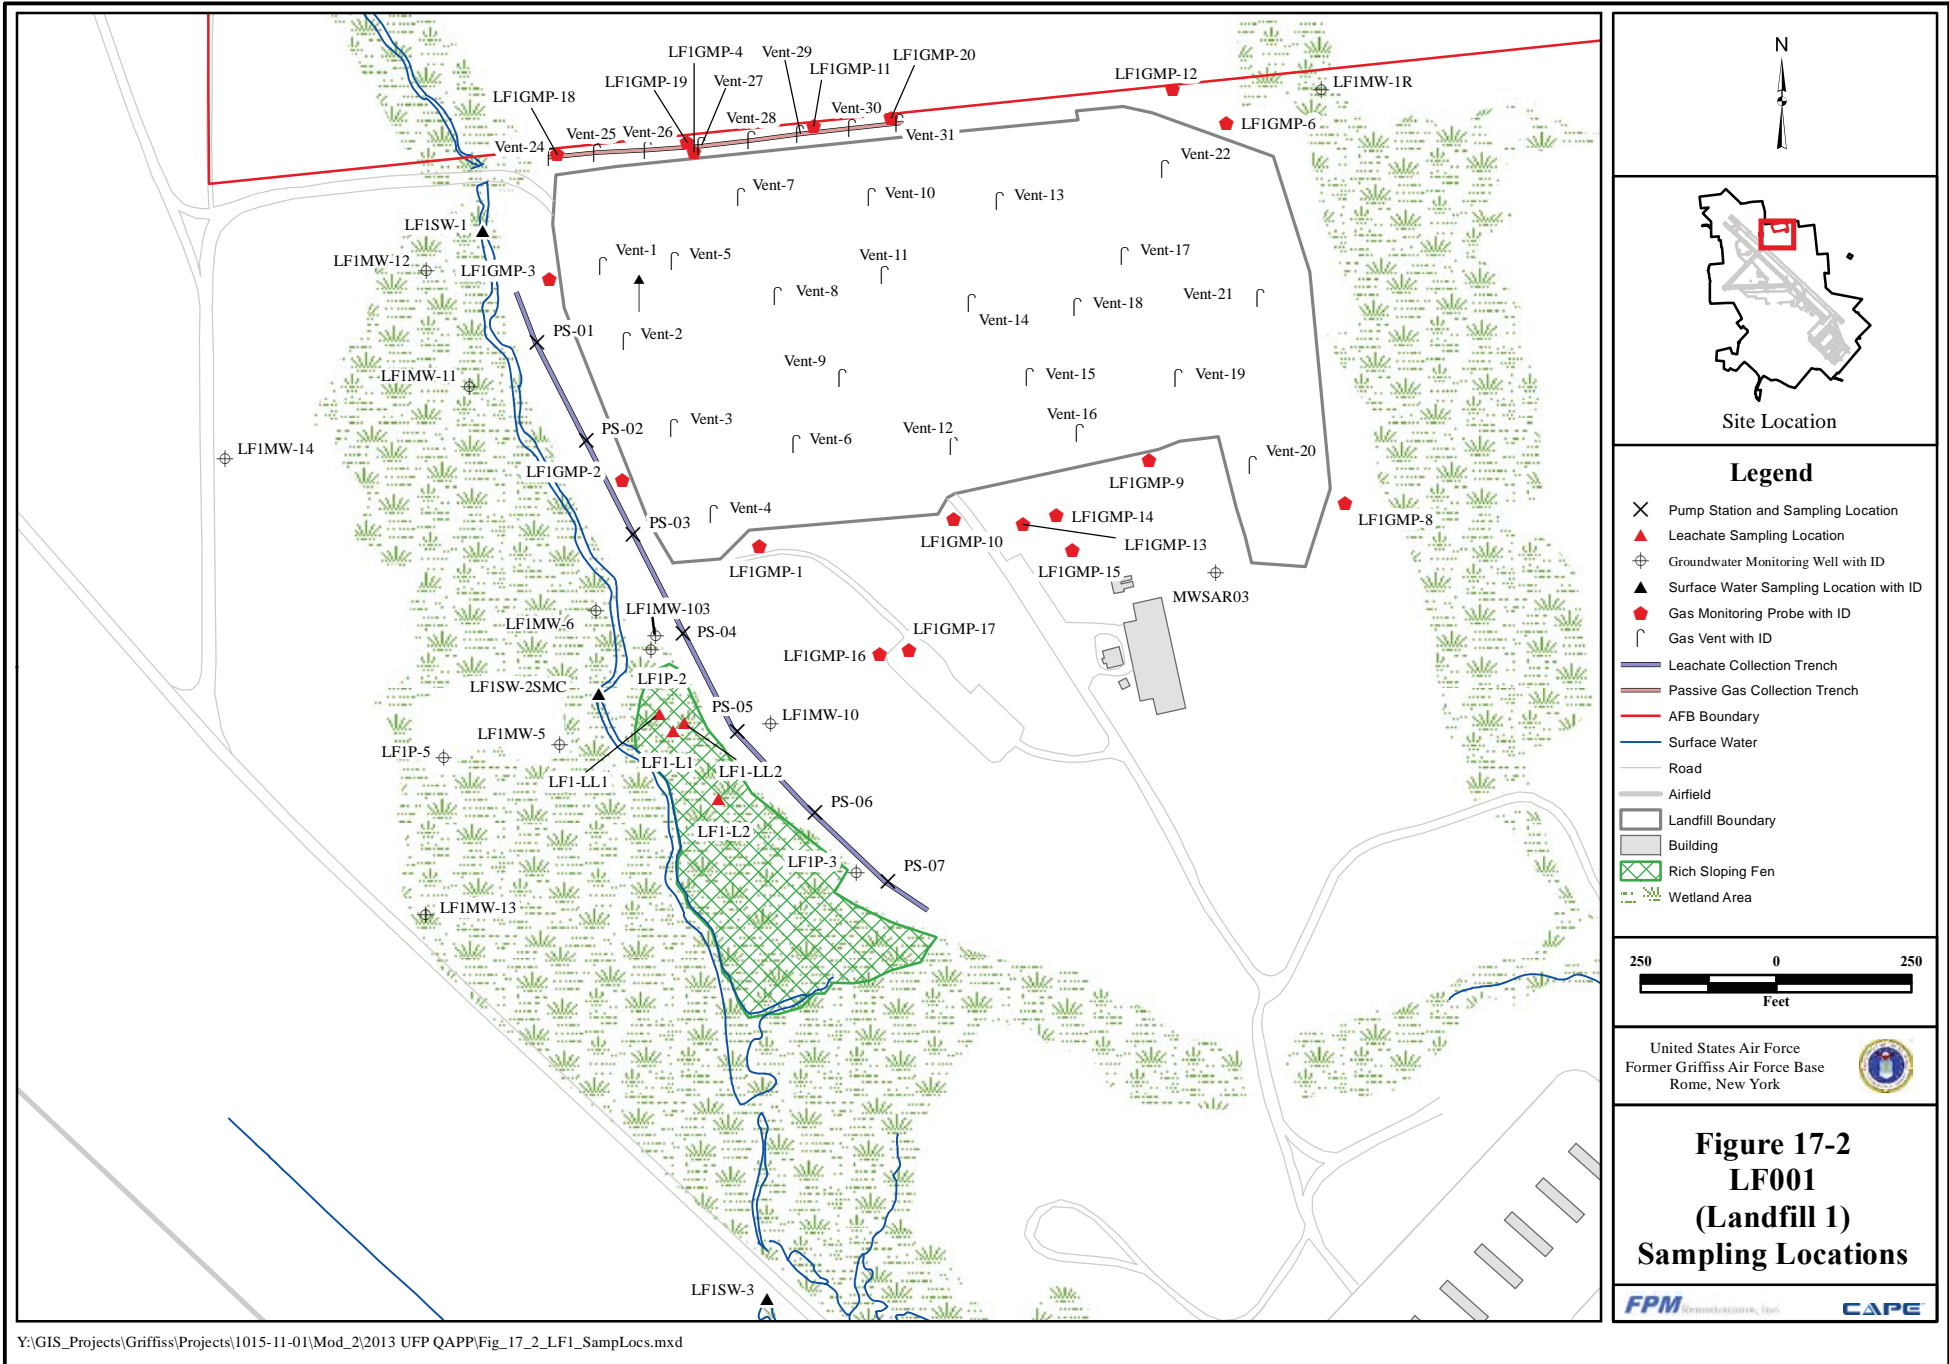 LF1GMP-4
Vent-29
LF1GMP-20
LF1GMP-19
Vent-27
LF1GMP-11
LF1GMP-12
LF1MW-1R
LF1GMP-18
Vent-28
Vent-30
LF1GMP-6
Vent-25
Vent-26
Vent-31
Vent-24
Vent-22
Vent-7
Vent-10
Vent-13
LF1SW-1
Vent-1
Vent-5
Vent-11
Vent-17
LF1MW-12
LF1GMP-3
Vent-8
Vent-14
Vent-18
Vent-21
PS-01
Vent-2
Vent-9
Vent-15
Vent-19
LF1MW-11
Vent-3
Vent-16
PS-02
Vent-6
Vent-12
Vent-20
LF1MW-14
LF1GMP-2
LF1GMP-9
Vent-4
PS-03
LF1GMP-14
LF1GMP-8
LF1GMP-10
LF1GMP-13
LF1GMP-1
LF1GMP-15
MWSAR03
LF1MW-103
LF1MW-6
PS-04
LF1GMP-17
LF1GMP-16
LF1P-2
LF1SW-2SMC
PS-05
LF1MW-10
LF1MW-5
LF1P-5
LF1-L1
LF1-LL2
LF1-LL1
PS-06
LF1-L2
LF1P-3
PS-07
LF1MW-13
LF1SW-3
N
Site Location
Legend
Pump Station and Sampling Location
Leachate Sampling Location
Groundwater Monitoring Well with ID
Surface Water Sampling Location with ID
Gas Monitoring Probe with ID
Gas Vent with ID
Leachate Collection Trench
Passive Gas Collection Trench
AFB Boundary
Surface Water
Road
Airfield
Landfill Boundary
Building
Rich Sloping Fen
Wetland Area
250 0 250
Feet
United States Air Force
Former Griffiss Air Force Base
Rome, New York
Figure 17-2
LF001
(Landfill 1)
Sampling Locations
FPM
CAPE
Y:\GIS_Projects\Griffiss\Projects\1015-11-01\Mod_2\2013 UFP QAPP\Fig_17_2_LF1_SampLocs.mxd